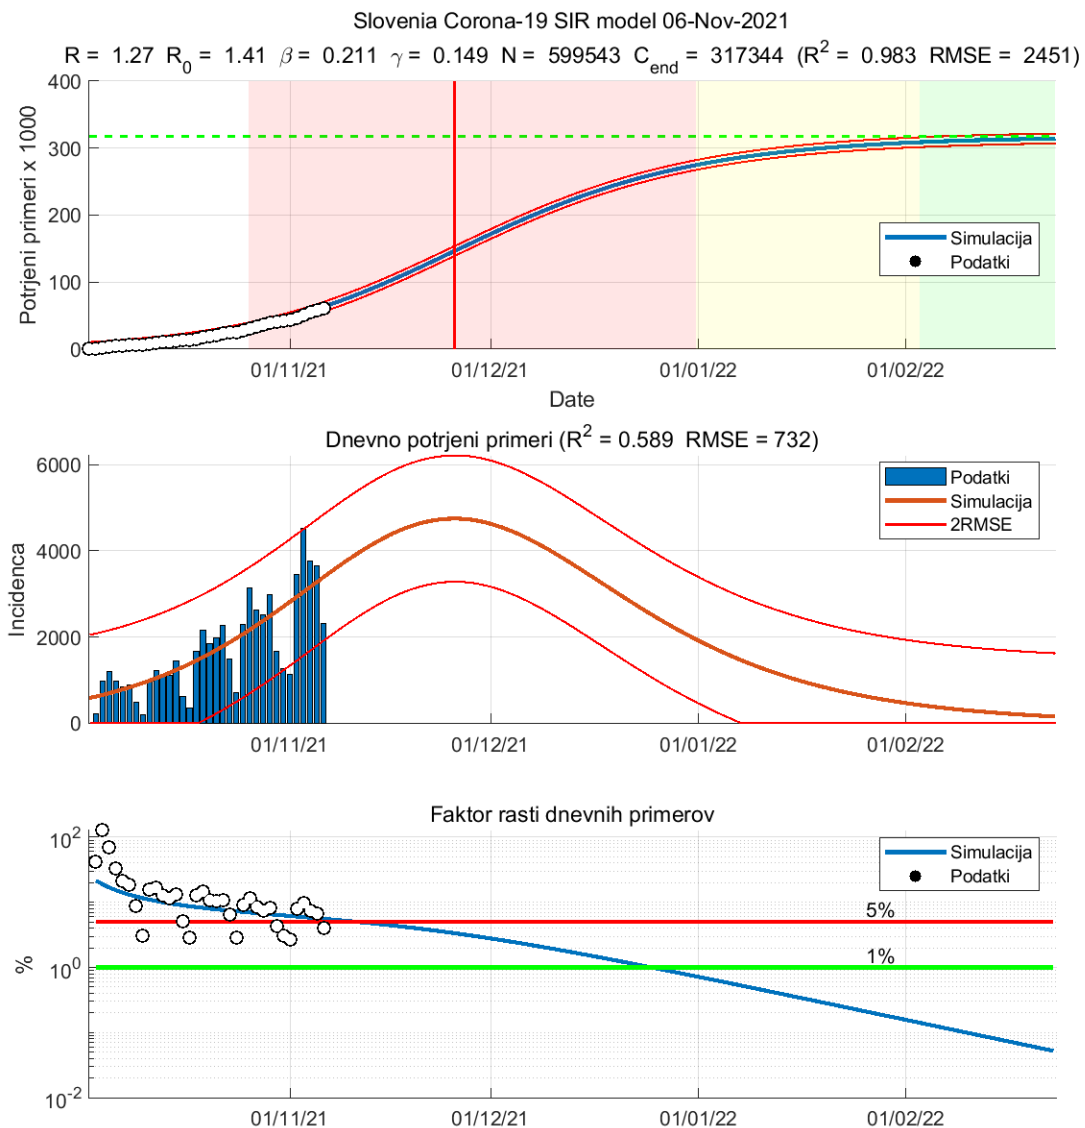 Slovenia Corona-19 SIR model 06-Nov-2021
R = 1.27 R0 = 1.41 β = 0.211 γ = 0.149 N = 599543 Cend = 317344 (R2 = 0.983 RMSE = 2451)
Potrjeni primeri x 1000
400
300
200
100
0
Simulacija
Podatki
01/11/21 01/12/21 01/01/22 01/02/22
Date
Dnevno potrjeni primeri (R2 = 0.589 RMSE = 732)
Incidenca
6000
4000
2000
0
Podatki
Simulacija
2RMSE
01/11/21 01/12/21 01/01/22 01/02/22
Faktor rasti dnevnih primerov
%
102
100
10-2
Simulacija
Podatki
5%
1%
01/11/21 01/12/21 01/01/22 01/02/22